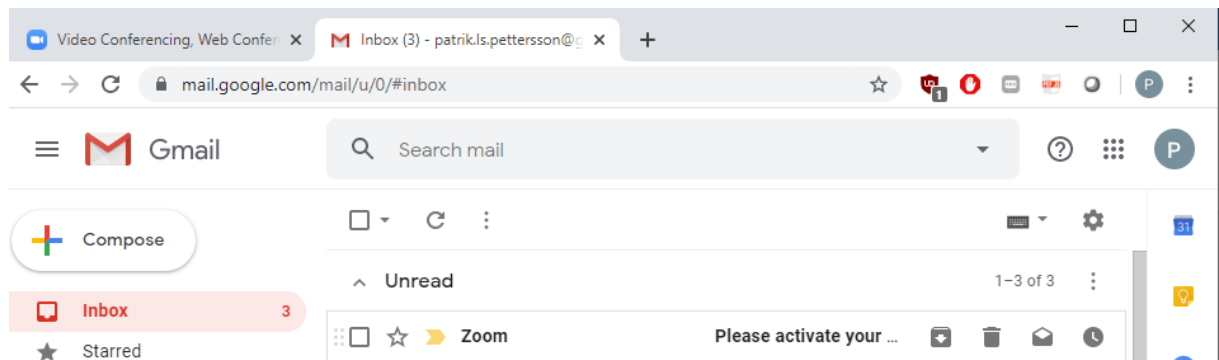 Video Conferencing, Web Confer
Inbox (3) - patrik.ls.pettersson@g
mail.google.com/mail/u/0/#inbox
1
P
Gmail
Search mail
P
Compose
31
Unread
1–3 of 3
Inbox
3
Zoom
Please activate your ...
Starred